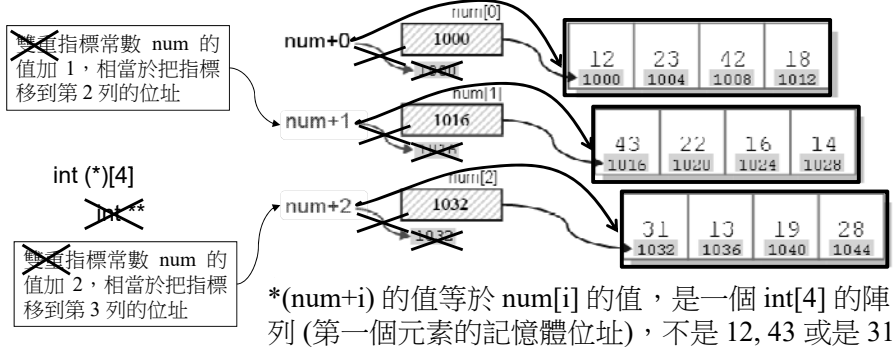 雙重指標常數 num 的
值加 1，相當於把指標
移到第 2 列的位址
num+0
num[0]
1000
1000
12 23 42 18
1000 1004 1008 1012
num+1
num[1]
1016
1016
43 22 16 14
1016 1020 1024 1028
int (*)[4]
int **
num+2
num[2]
1032
1032
31 13 19 28
1032 1036 1040 1044
雙重指標常數 num 的
值加 2，相當於把指標
移到第 3 列的位址
*(num+i) 的值等於 num[i] 的值，是一個 int[4] 的陣
列 (第一個元素的記憶體位址)，不是 12, 43 或是 31